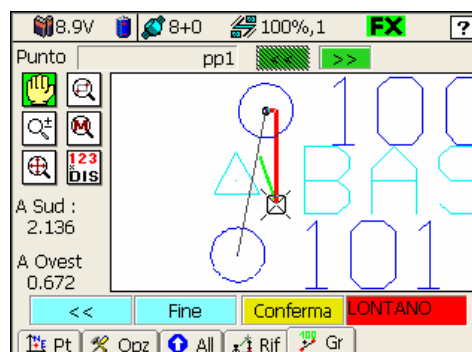 8.9V 8+0 100%,1 FX ?
Punto pp1 << >>
M
123
DIS
100
BAS
101
A Sud :
2.136
A Ovest
0.672
<< Fine Conferma LONTANO
Pt Opz All Rif Gr